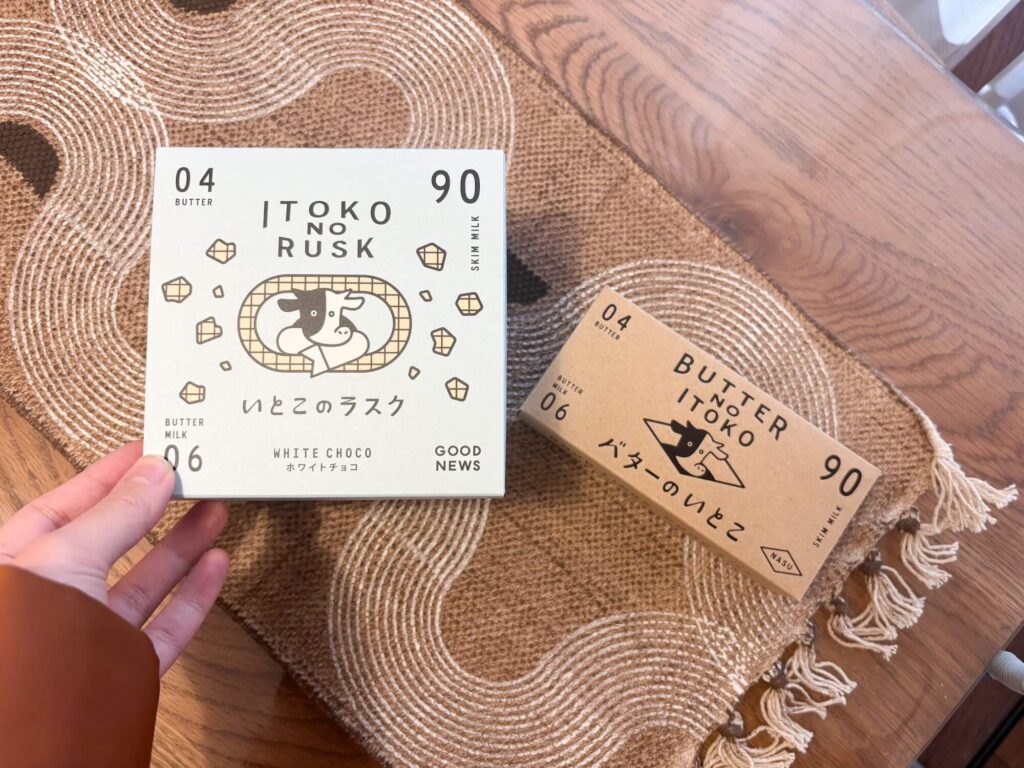 04
BUTTER
90
SKIM MILK
ITOKO
NO
RUSK
いとこのラスク
BUTTER
MILK
06
WHITE CHOCO
ホワイトチョコ
GOOD
NEWS
04
BUTTER
BUTTER
NO
ITOKO
BUTTER
MILK
06
バターのいとこ
90
SKIM MILK
NASU